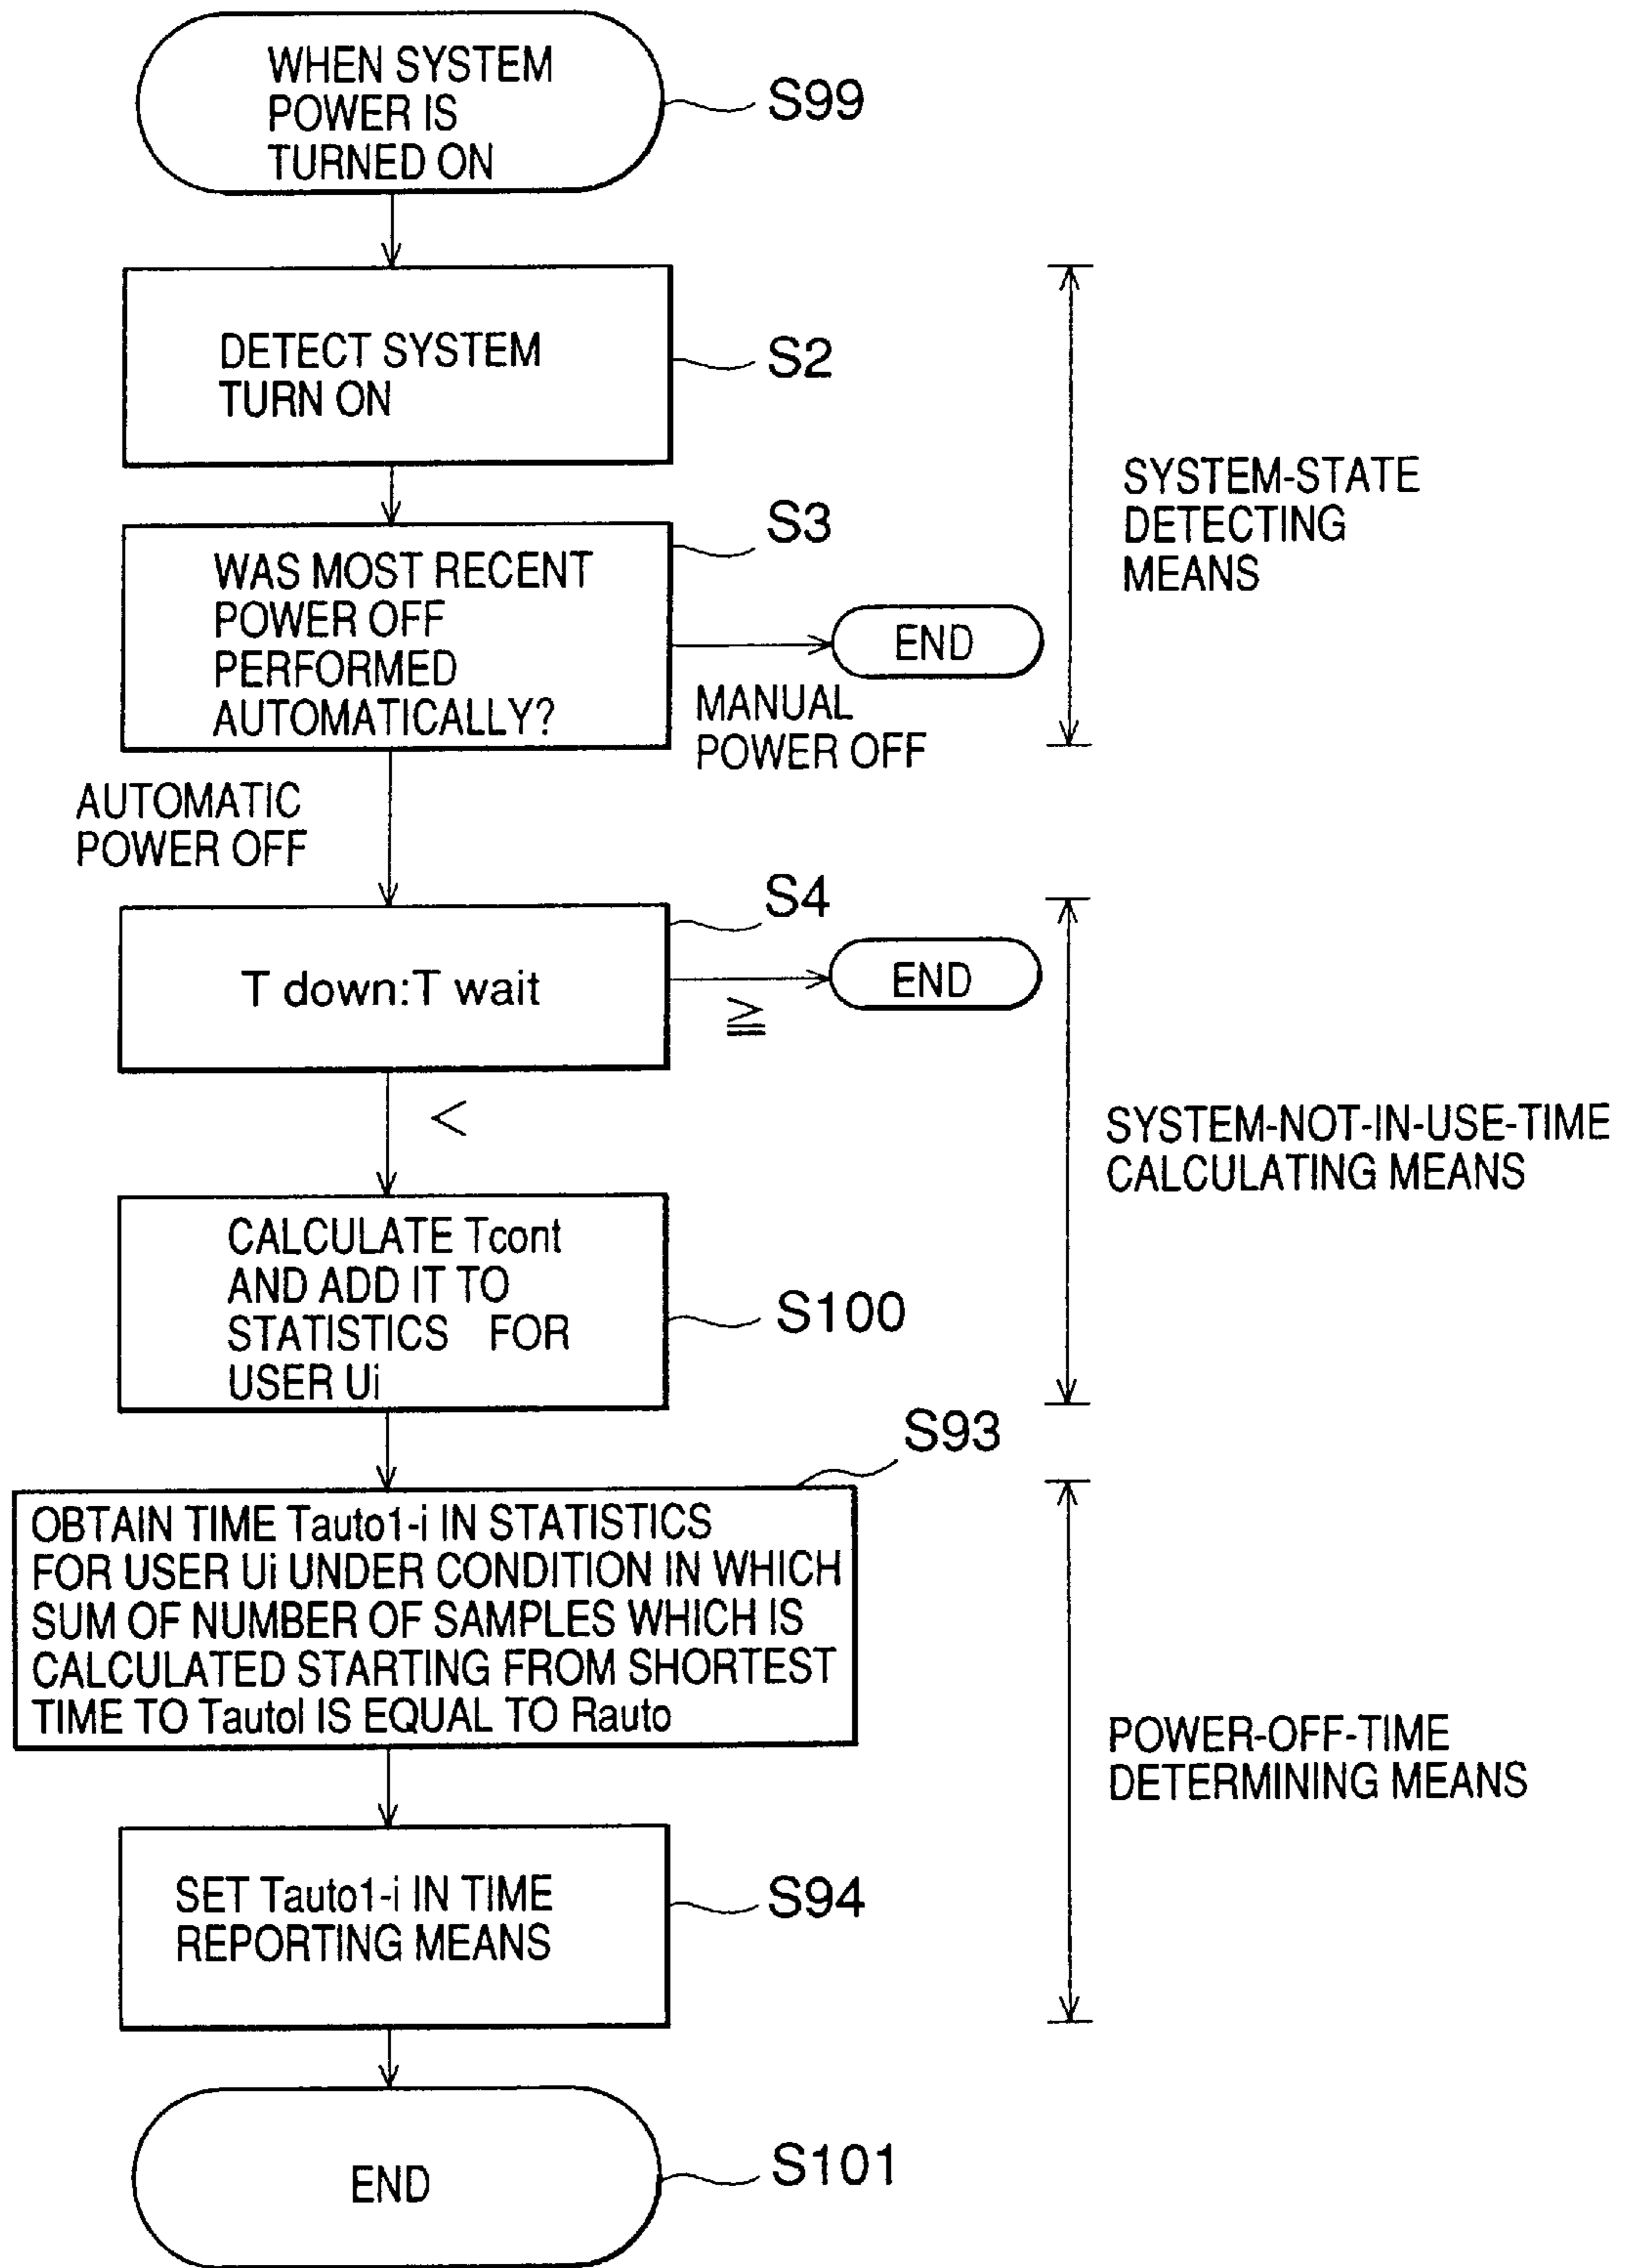 WHEN SYSTEM
POWER IS
TURNED ON
S99
DETECT SYSTEM
TURN ON
S2
SYSTEM-STATE
DETECTING
MEANS
S3
WAS MOST RECENT
POWER OFF
PERFORMED
AUTOMATICALLY?
END
MANUAL
POWER OFF
AUTOMATIC
POWER OFF
S4
T down:T wait
END
≧
<
SYSTEM-NOT-IN-USE-TIME
CALCULATING MEANS
CALCULATE Tcont
AND ADD IT TO
STATISTICS FOR
USER Ui
S100
S93
OBTAIN TIME Tauto1-i IN STATISTICS
FOR USER Ui UNDER CONDITION IN WHICH
SUM OF NUMBER OF SAMPLES WHICH IS
CALCULATED STARTING FROM SHORTEST
TIME TO Tautol IS EQUAL TO Rauto
POWER-OFF-TIME
DETERMINING MEANS
SET Tauto1-i IN TIME
REPORTING MEANS
S94
END
S101